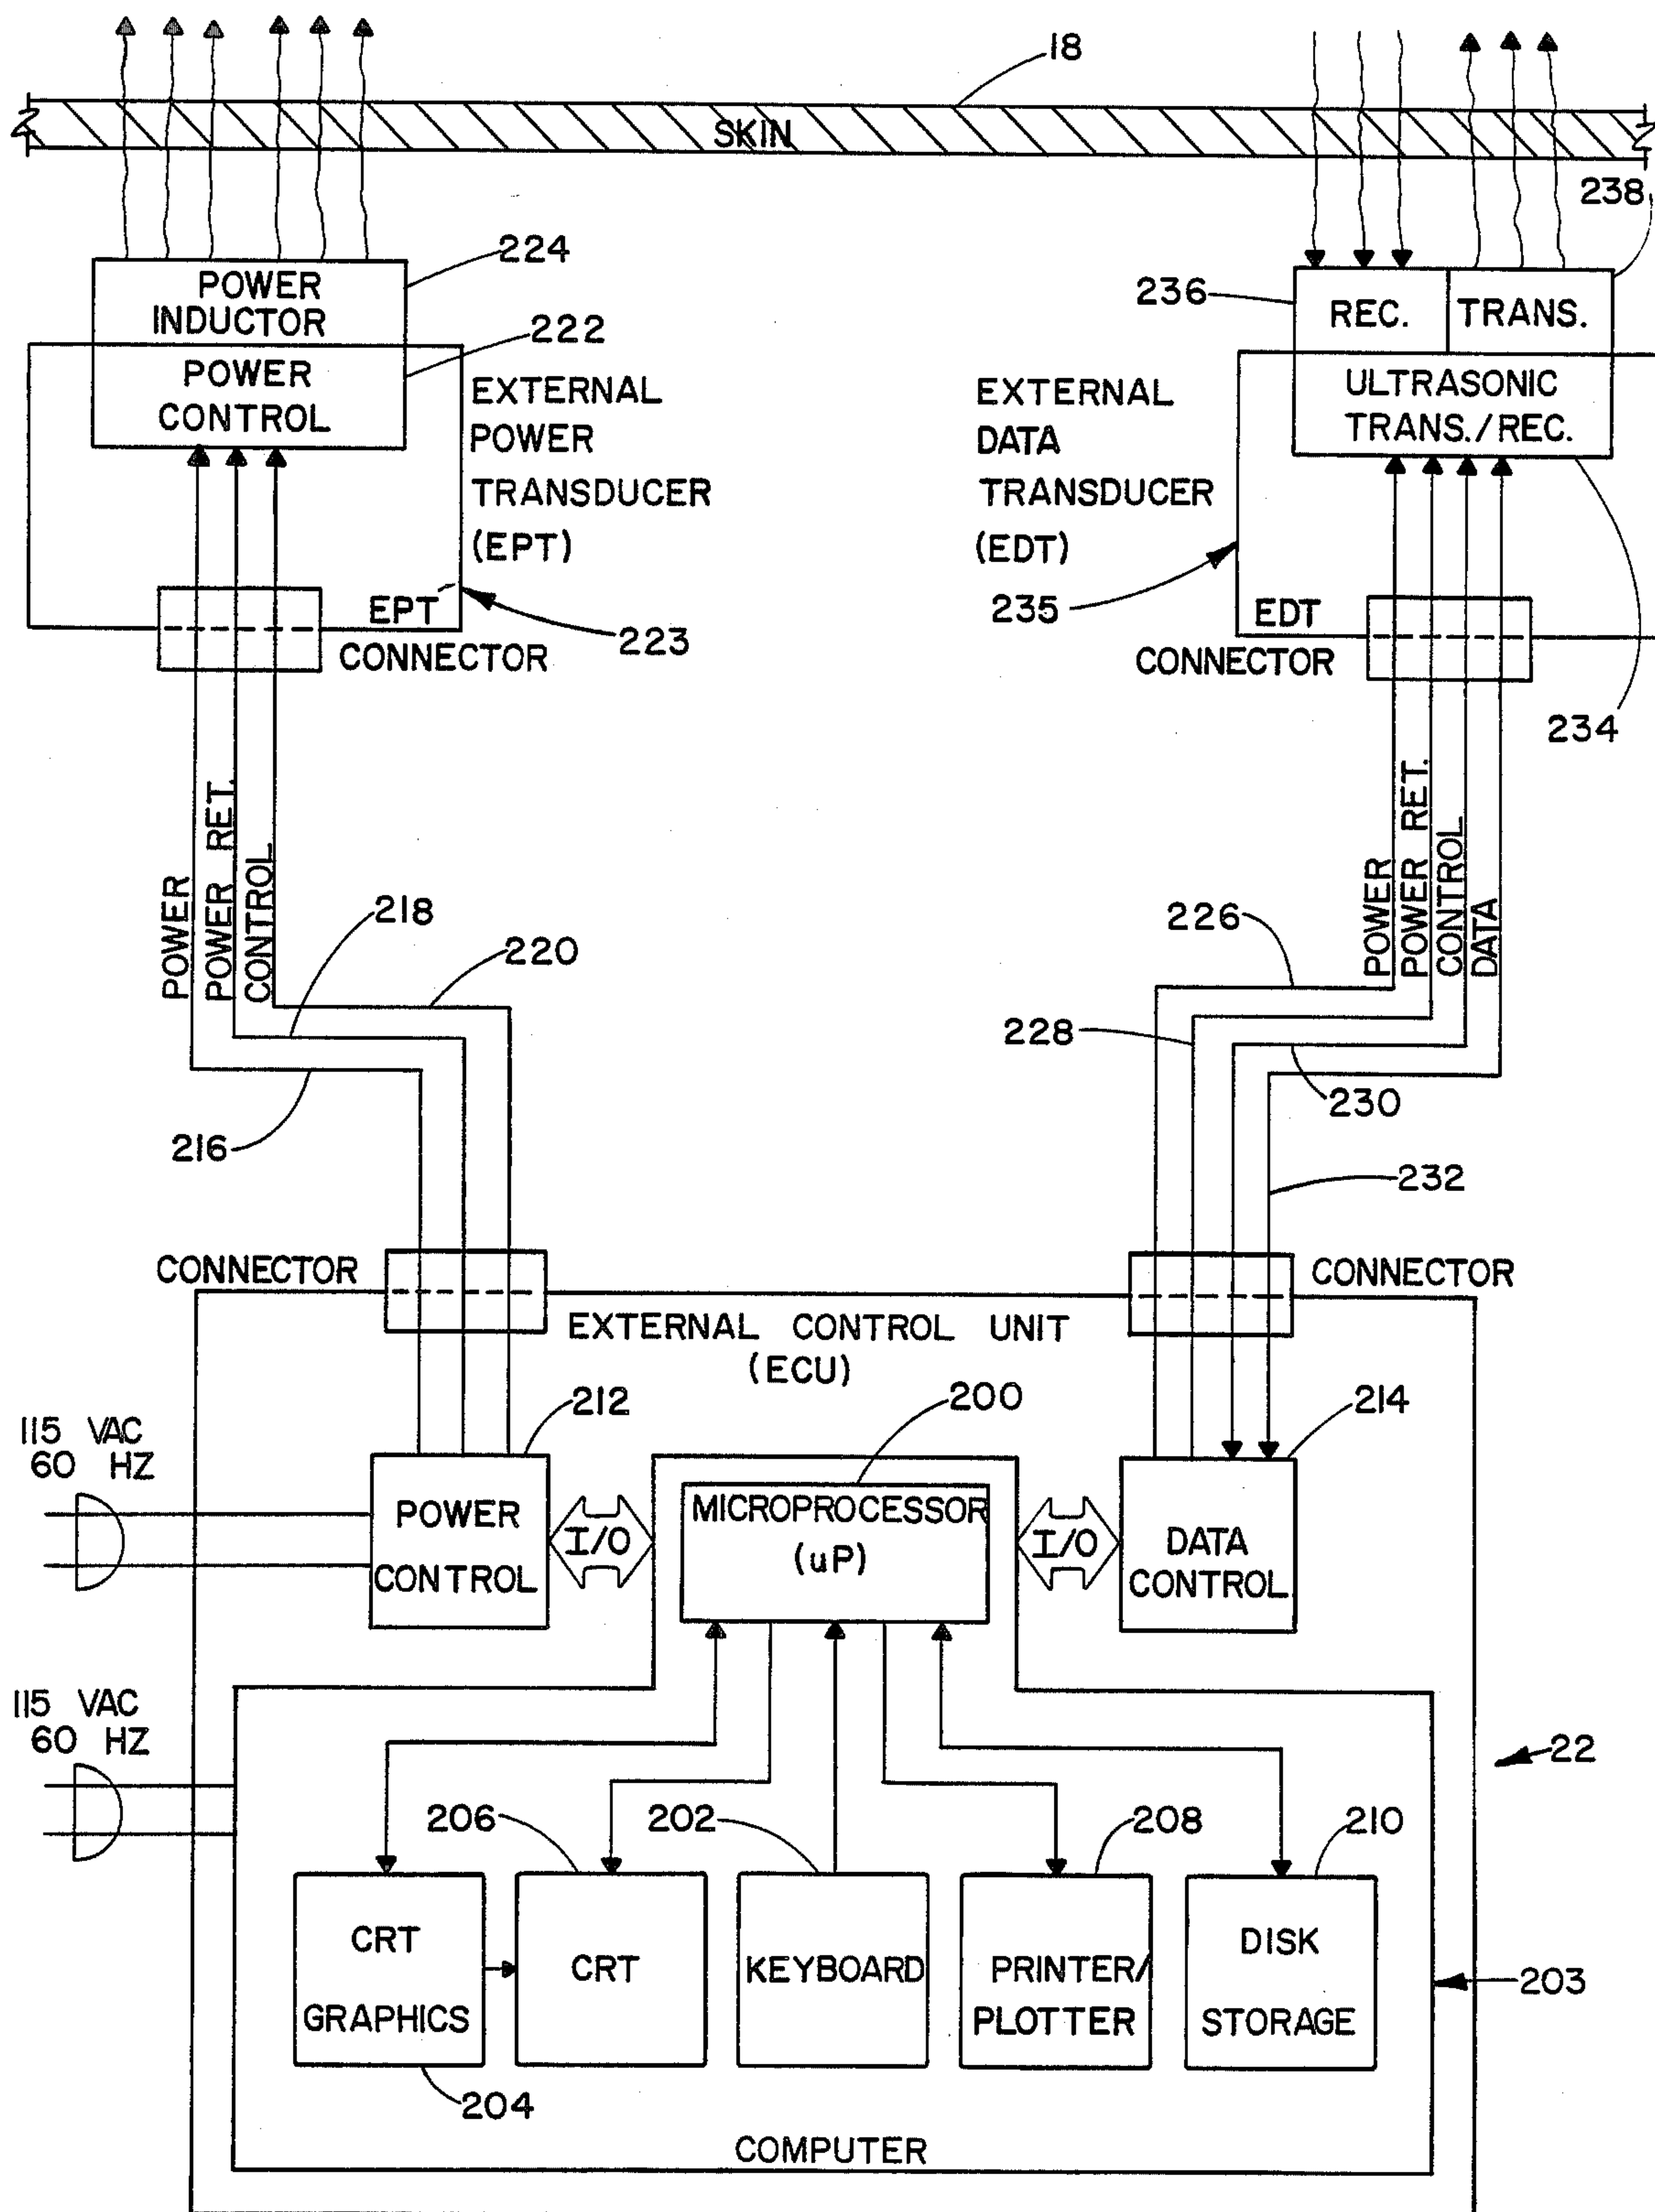 18
SKIN
238
224
POWER
INDUCTOR
222
POWER
CONTROL
EXTERNAL
POWER
TRANSDUCER
(EPT)
EPT
CONNECTOR
223
236
REC.
TRANS.
ULTRASONIC
TRANS./REC.
EXTERNAL
DATA
TRANSDUCER
(EDT)
235
EDT
CONNECTOR
234
POWER
POWER RET.
CONTROL
218
220
216
POWER
POWER RET.
CONTROL
DATA
226
228
230
232
CONNECTOR
CONNECTOR
EXTERNAL CONTROL UNIT
(ECU)
212
200
214
115 VAC
60 HZ
POWER
CONTROL
I/O
MICROPROCESSOR
(uP)
I/O
DATA
CONTROL
115 VAC
60 HZ
22
206
202
208
210
CRT
GRAPHICS
CRT
KEYBOARD
PRINTER/
PLOTTER
DISK
STORAGE
203
204
COMPUTER